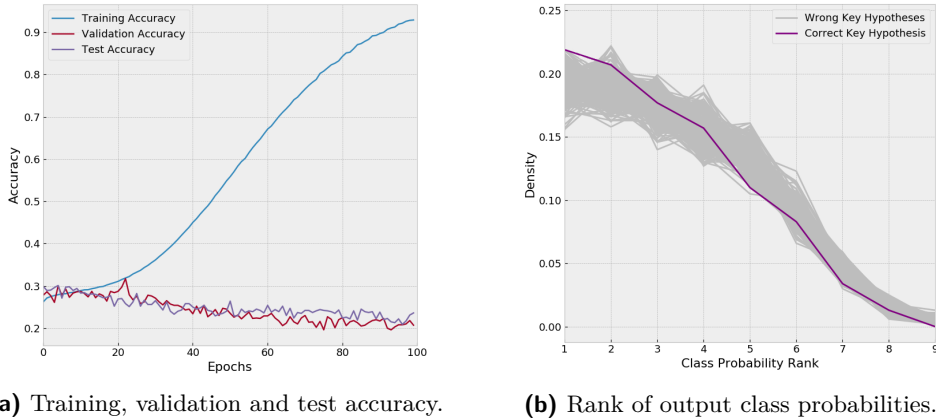 Training Accuracy
Validation Accuracy
Test Accuracy
0.9
0.8
0.7
0.6
0.5
0.4
0.3
0.2
Accuracy
0 20 40 60 80 100
Epochs
a) Training, validation and test accuracy.
Wrong Key Hypotheses
Correct Key Hypothesis
0.25
0.20
0.15
0.10
0.05
0.00
Density
1 2 3 4 5 6 7 8 9
Class Probability Rank
(b) Rank of output class probabilities.